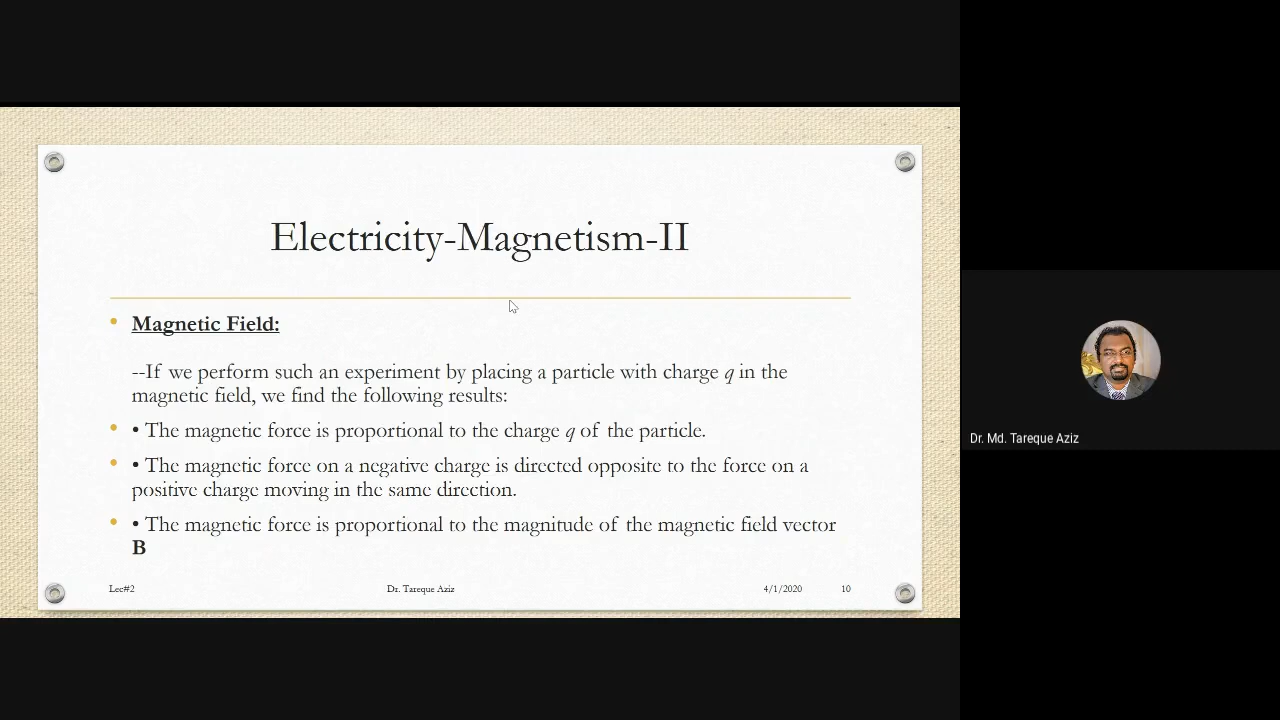 Electricity-Magnetism-II
• Magnetic Field:
--If we perform such an experiment by placing a particle with charge q in the
magnetic field, we find the following results:
• • The magnetic force is proportional to the charge q of the particle.
• • The magnetic force on a negative charge is directed opposite to the force on a
positive charge moving in the same direction.
• • The magnetic force is proportional to the magnitude of the magnetic field vector
B
Lec#2 Dr. Tareque Aziz 4/1/2020 10
Dr. Md. Tareque Aziz